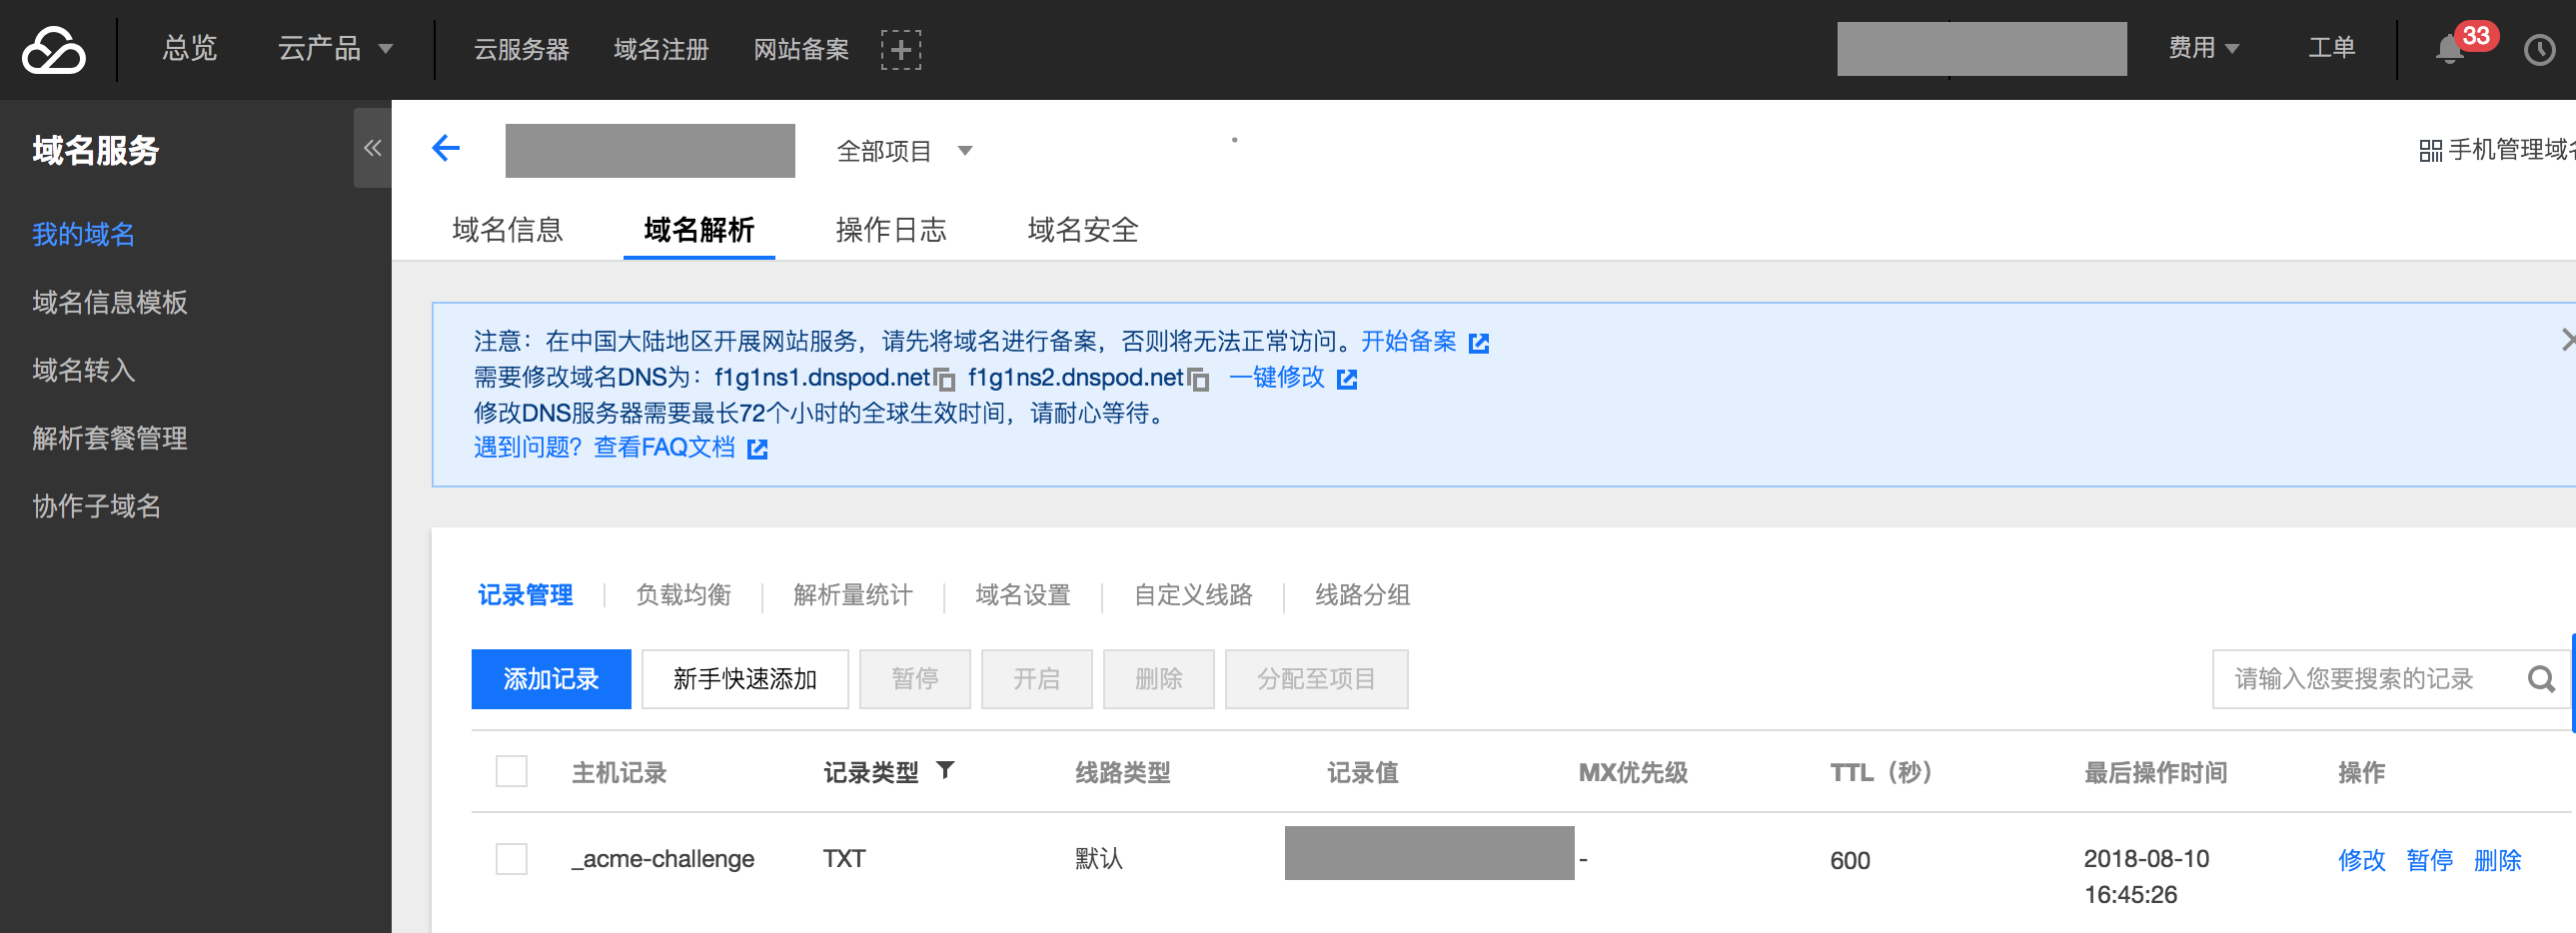 总览
云产品
云服务器
域名注册
网站备案
费用
工单
33
域名服务
我的域名
域名信息模板
域名转入
解析套餐管理
协作子域名
全部项目
手机管理域
域名信息
域名解析
操作日志
域名安全
注意：在中国大陆地区开展网站服务，请先将域名进行备案，否则将无法正常访问。开始备案
需要修改域名DNS为：f1g1ns1.dnspod.net f1g1ns2.dnspod.net 一键修改
修改DNS服务器需要最长72个小时的全球生效时间，请耐心等待。
遇到问题？查看FAQ文档
记录管理
负载均衡
解析量统计
域名设置
自定义线路
线路分组
添加记录
新手快速添加
暂停
开启
删除
分配至项目
请输入您要搜索的记录
主机记录
记录类型
线路类型
记录值
MX优先级
TTL（秒）
最后操作时间
操作
_acme-challenge
TXT
默认
-
600
2018-08-10
16:45:26
修改 暂停 删除